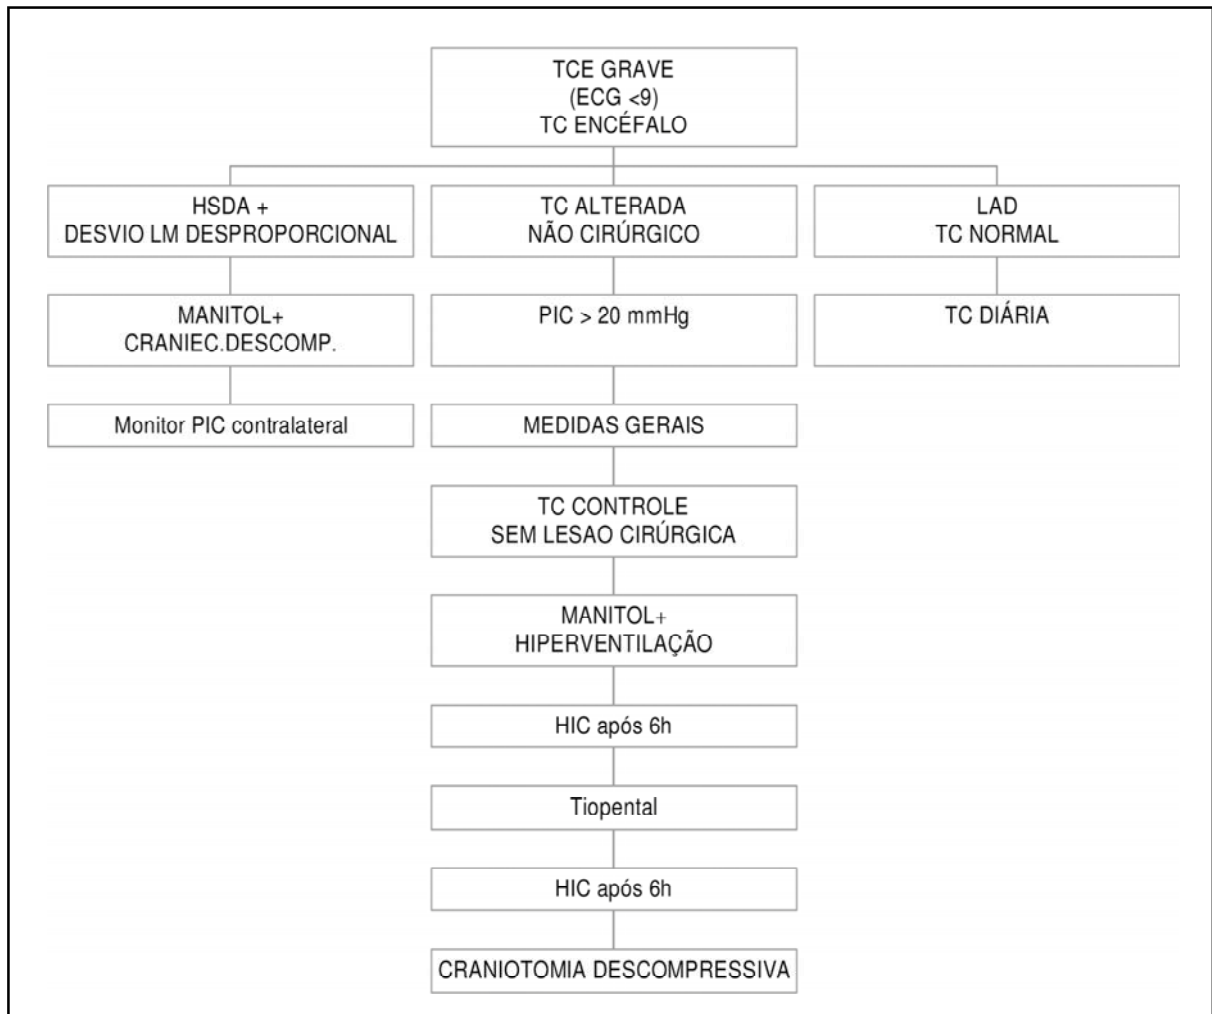 TCE GRAVE
(ECG <9)
TC ENCÉFALO
HSDA +
DESVIO LM DESPROPORCIONAL
TC ALTERADA
NÃO CIRÚRGICO
LAD
TC NORMAL
MANITOL+
CRANIEC.DESCOMP.
PIC > 20 mmHg
TC DIÁRIA
Monitor PIC contralateral
MEDIDAS GERAIS
TC CONTROLE
SEM LESAO CIRÚRGICA
MANITOL+
HIPERVENTILAÇÃO
HIC após 6h
Tiopental
HIC após 6h
CRANIOTOMIA DESCOMPRESSIVA